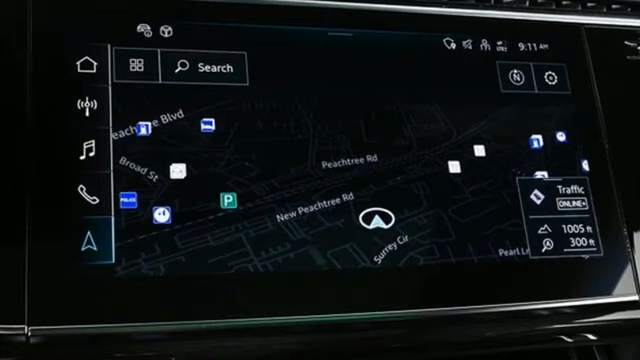 9:11 AM
Search
N
Peachtree Blvd
Peachtree Rd
Broad St
Traffic
ONLINE+
POLICE
P
New Peachtree Rd
1005 ft
300 ft
Surrey Cir
Pearl Ln